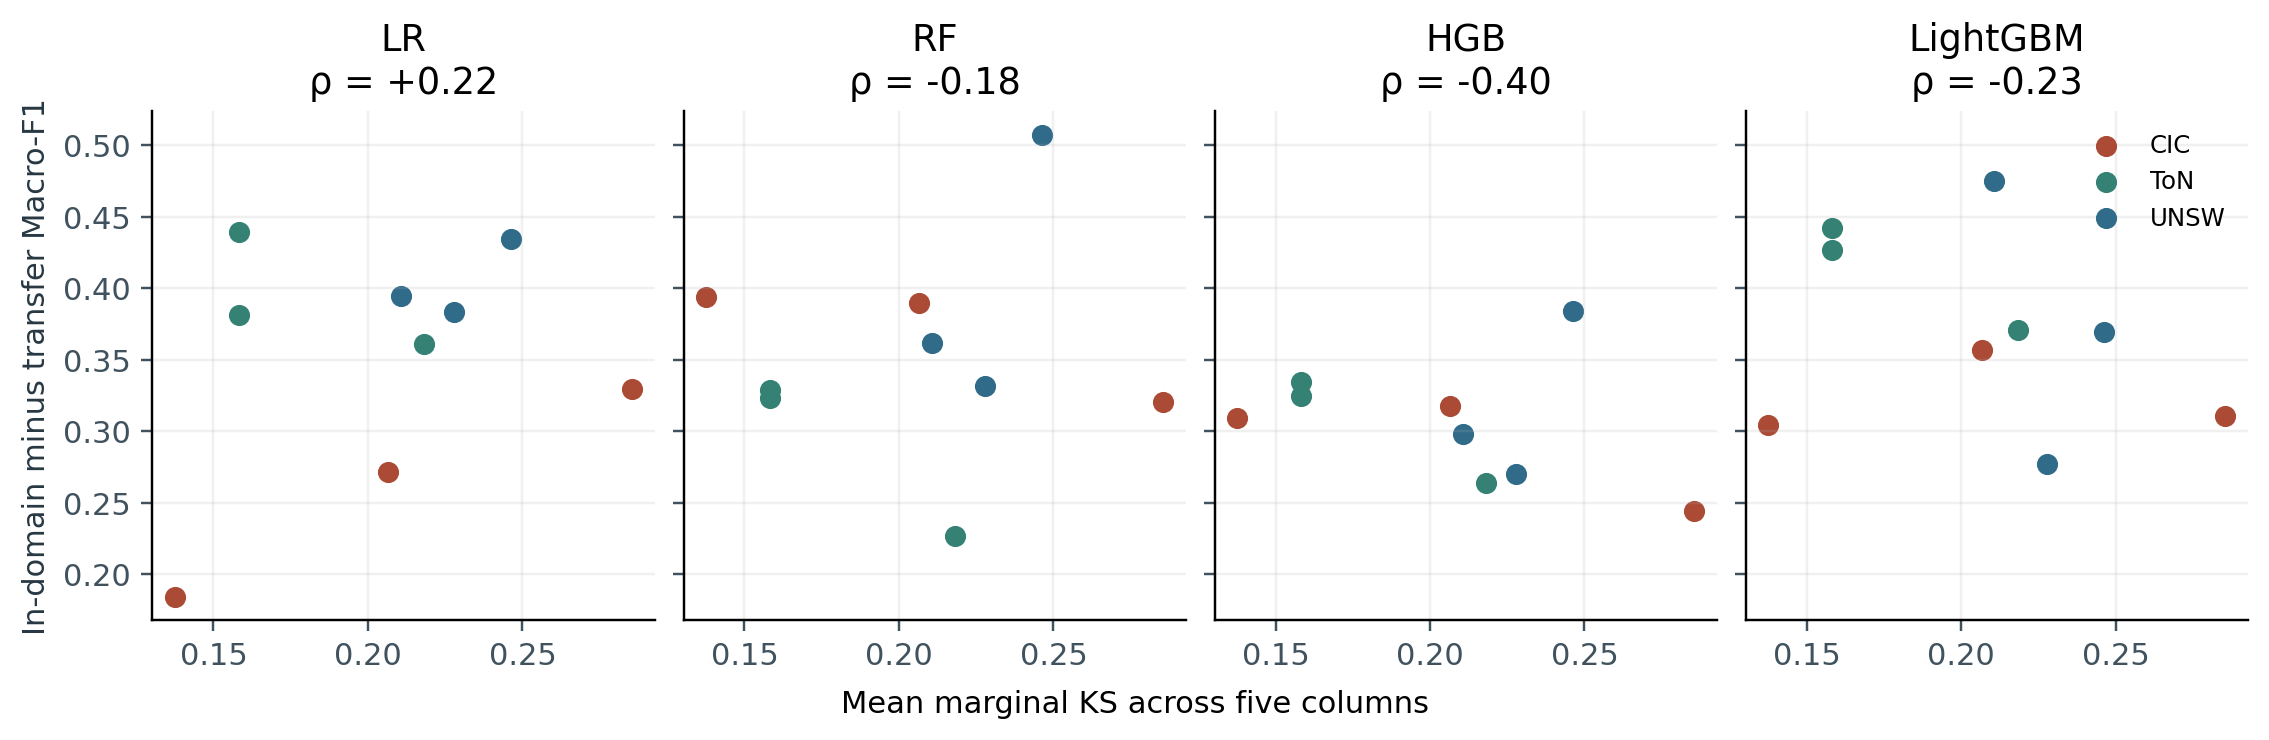 LR
ρ = +0.22
RF
ρ = -0.18
HGB
ρ = -0.40
LightGBM
ρ = -0.23
In-domain minus transfer Macro-F1
0.50
0.45
0.40
0.35
0.30
0.25
0.20
CIC
ToN
UNSW
0.15 0.20 0.25
0.15 0.20 0.25
0.15 0.20 0.25
0.15 0.20 0.25
Mean marginal KS across five columns